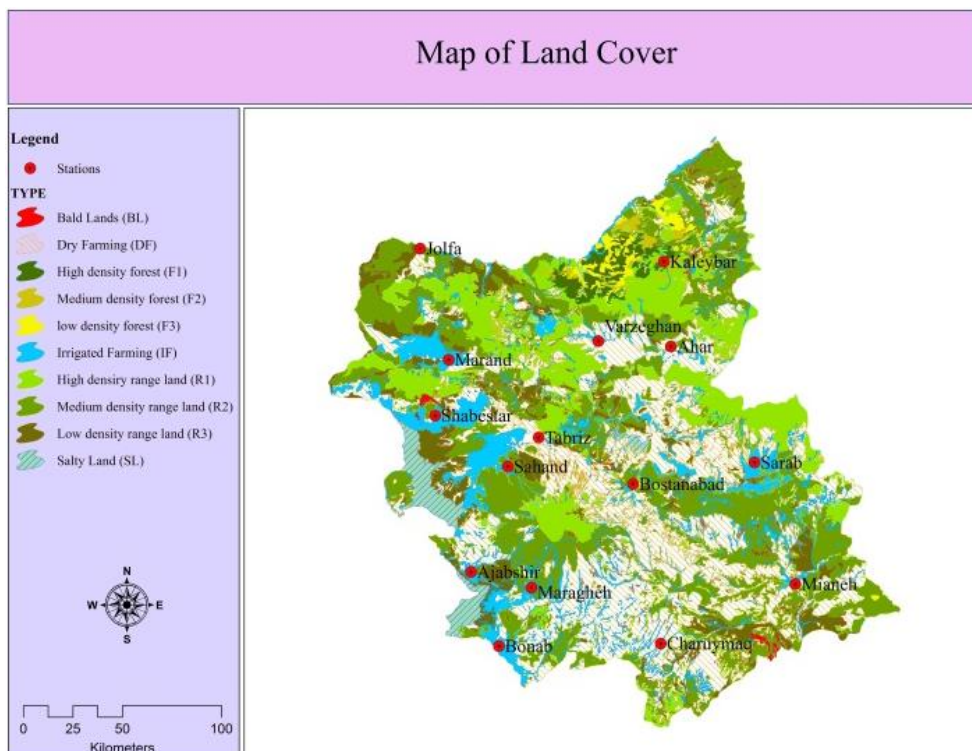 Map of Land Cover
Legend
Stations
TYPE
Bald Lands (BL)
Dry Farming (DF)
High density forest (F1)
Medium density forest (F2)
low density forest (F3)
Irrigated Farming (IF)
High density range land (R1)
Medium density range land (R2)
Low density range land (R3)
Salty Land (SL)
N
W E
S
0 25 50 100
Kilometers
Jolfa
Kaleybar
Varzeghan
Ahar
Marand
Shabestar
Tabriz
Sahand
Sarab
Bostanabad
Ajabshir
Maragheh
Mianeh
Bonab
Charuymaq